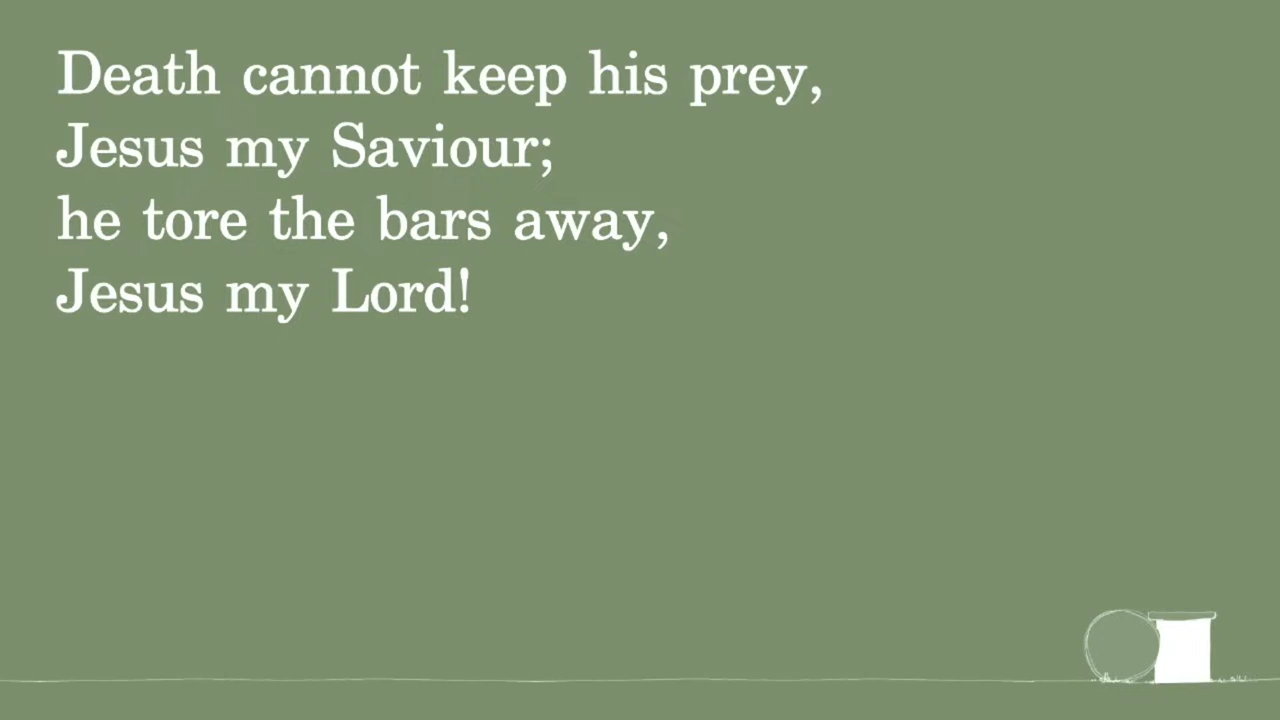 Death cannot keep his prey,
Jesus my Saviour;
he tore the bars away,
Jesus my Lord!